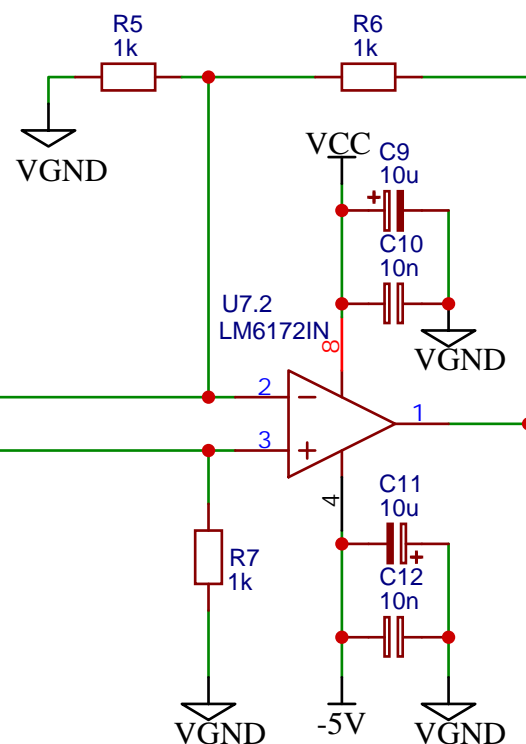 R5
1k
R6
1k
VGND
VCC
C9
10u
+
C10
10n
VGND
U7.2
LM6172IN
8
2
3
1
4
C11
10u
+
C12
10n
R7
1k
VGND
-5V
VGND